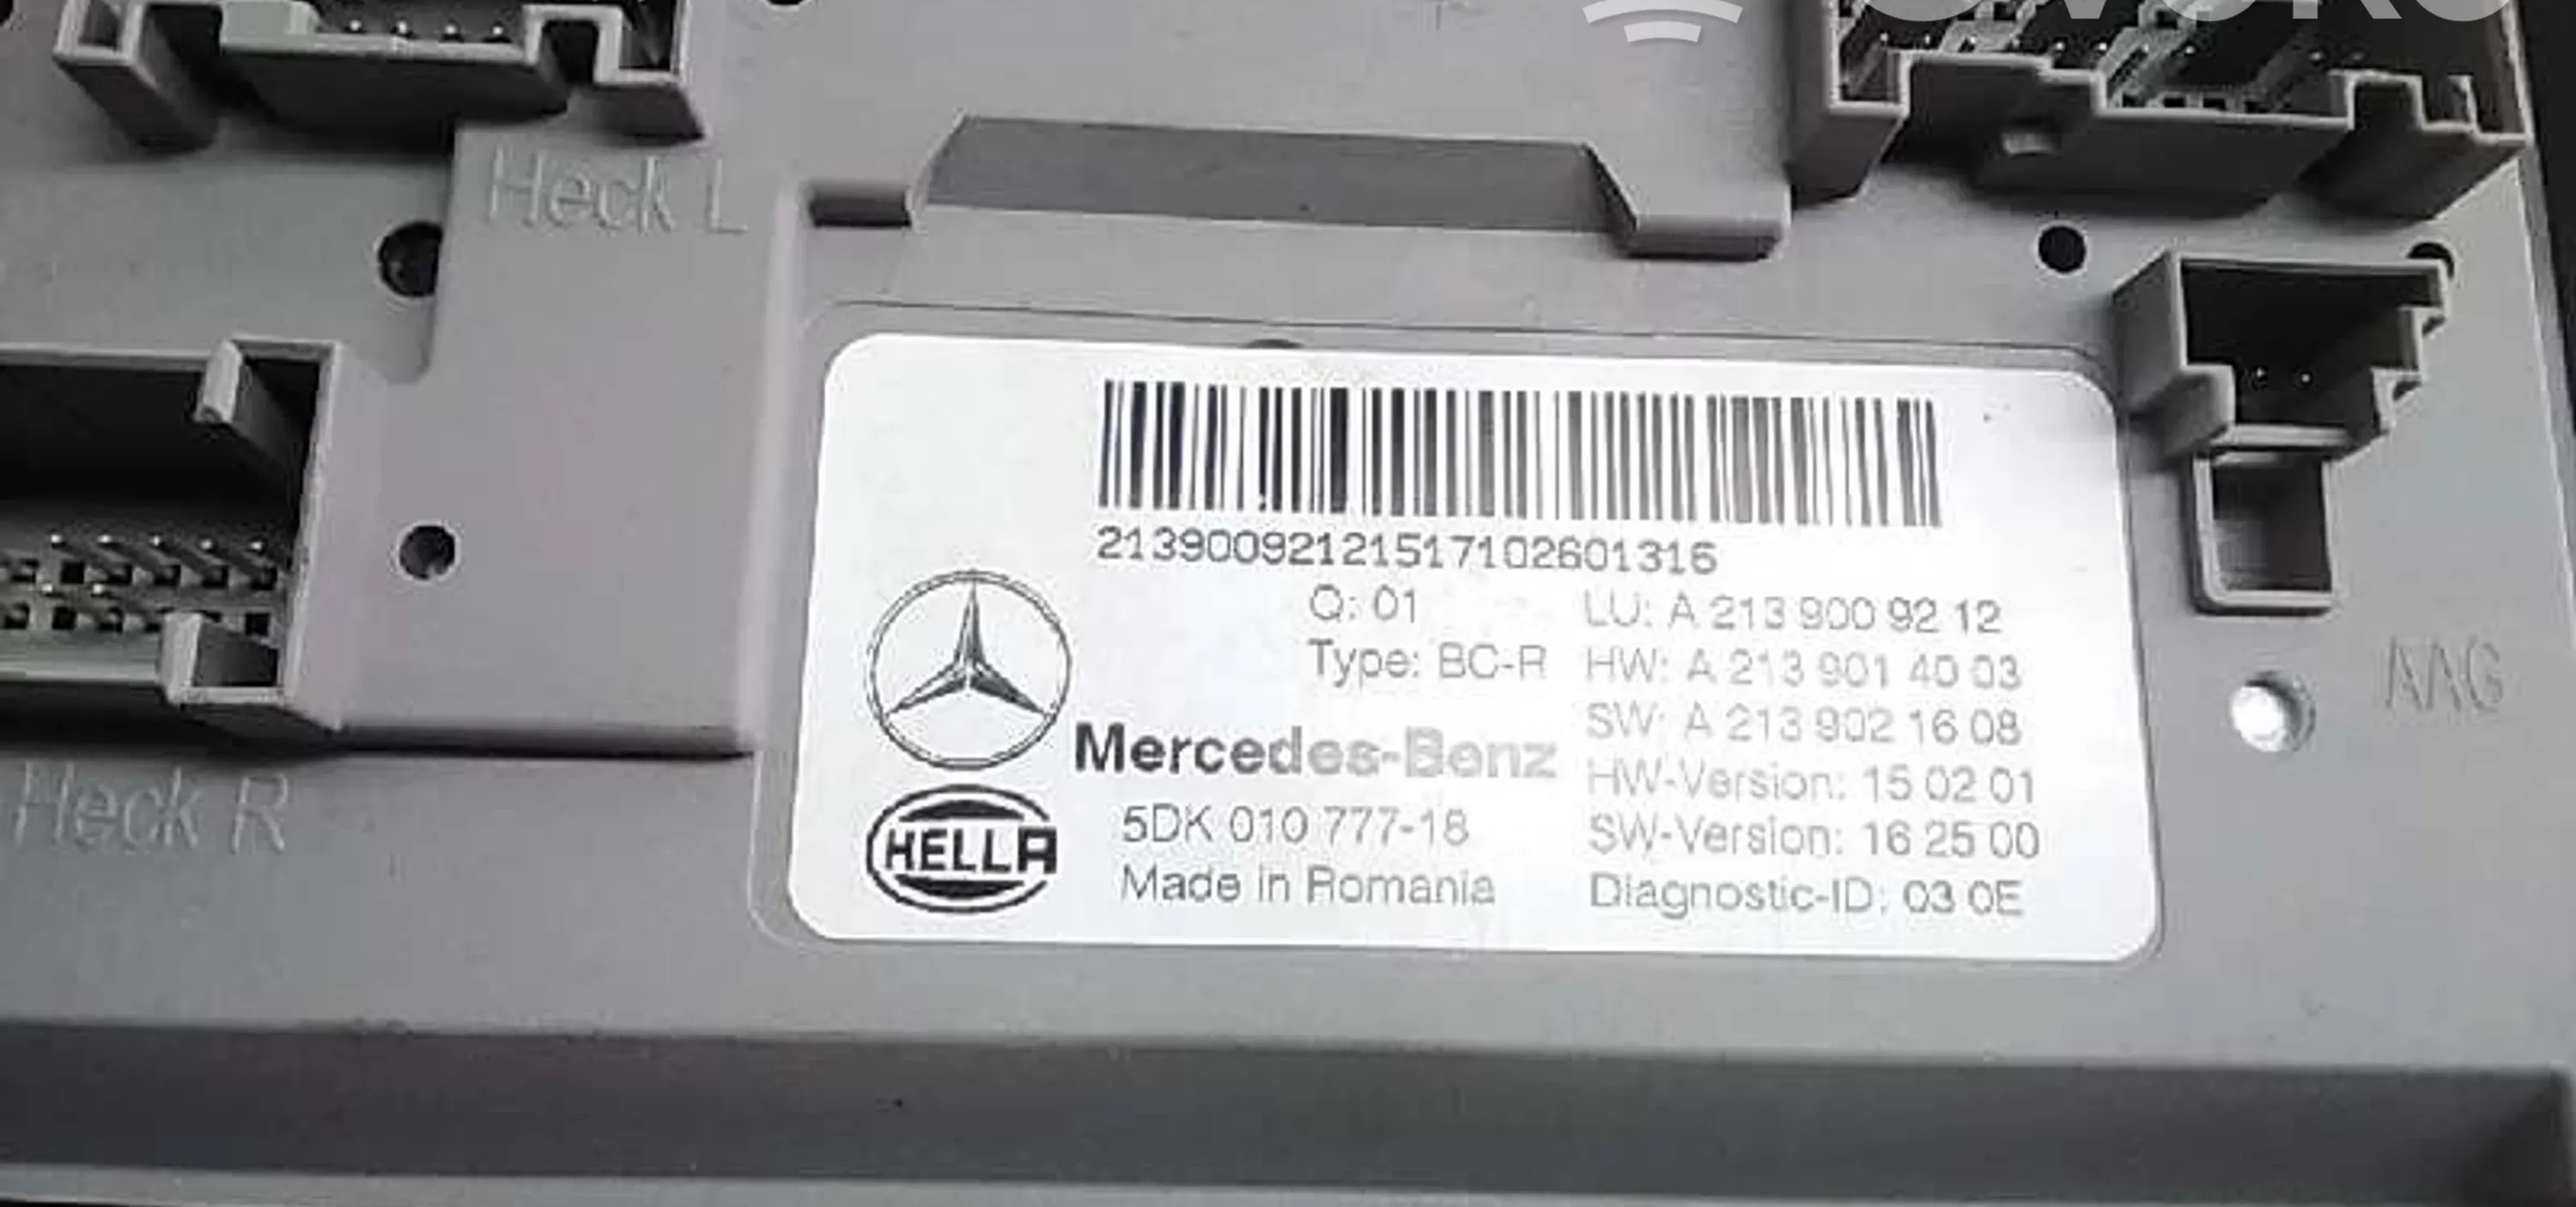 Heck L
21390092121517102601316
Q: 01 LU: A 213 900 92 12
Type: BC-R HW: A 213 901 40 03
SW: A 213 902 16 08
Mercedes-Benz
HW-Version: 15 02 01
HELLA
5DK 010 777-18
SW-Version: 16 25 00
Made in Romania
Diagnostic-ID: 03 0E
AAG
Heck R